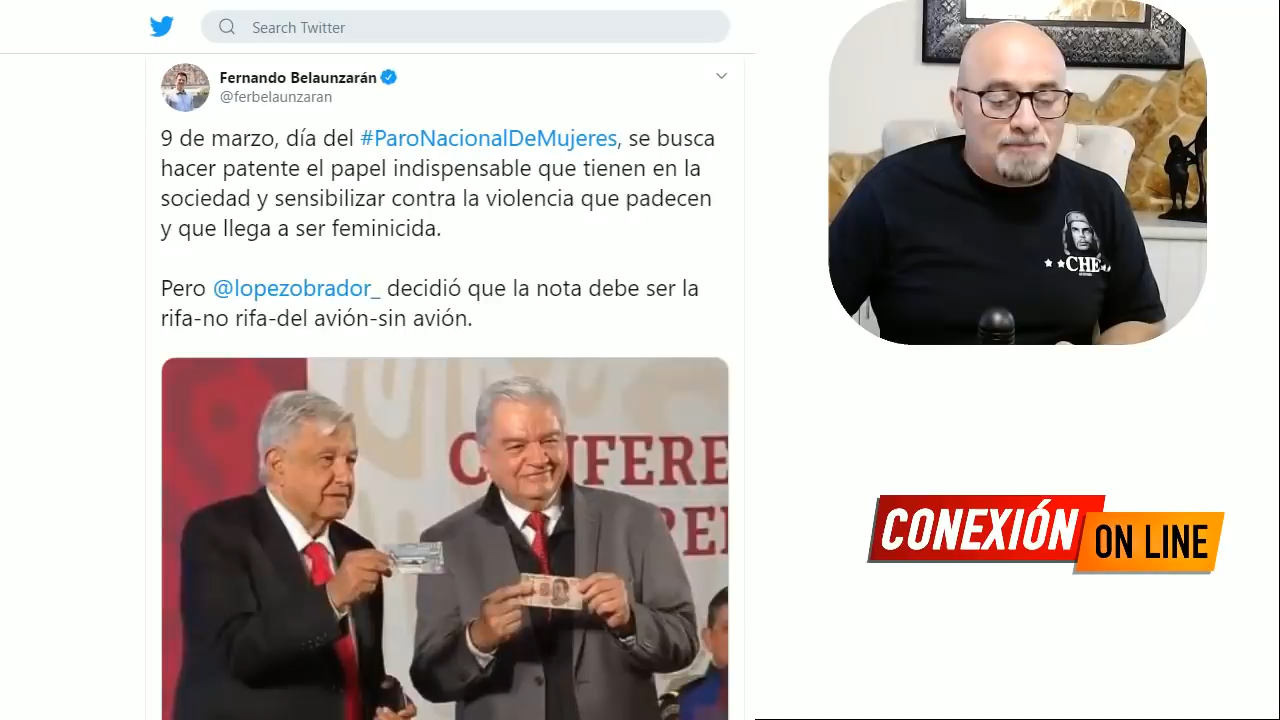 Search Twitter
Fernando Belaunzarán
@ferbelaunzaran
9 de marzo, día del #ParoNacionalDeMujeres, se busca
hacer patente el papel indispensable que tienen en la
sociedad y sensibilizar contra la violencia que padecen
y que llega a ser feminicida.
Pero @lopezobrador_ decidió que la nota debe ser la
rifa-no rifa-del avión-sin avión.
CHE
CONEXIÓN
ON LINE